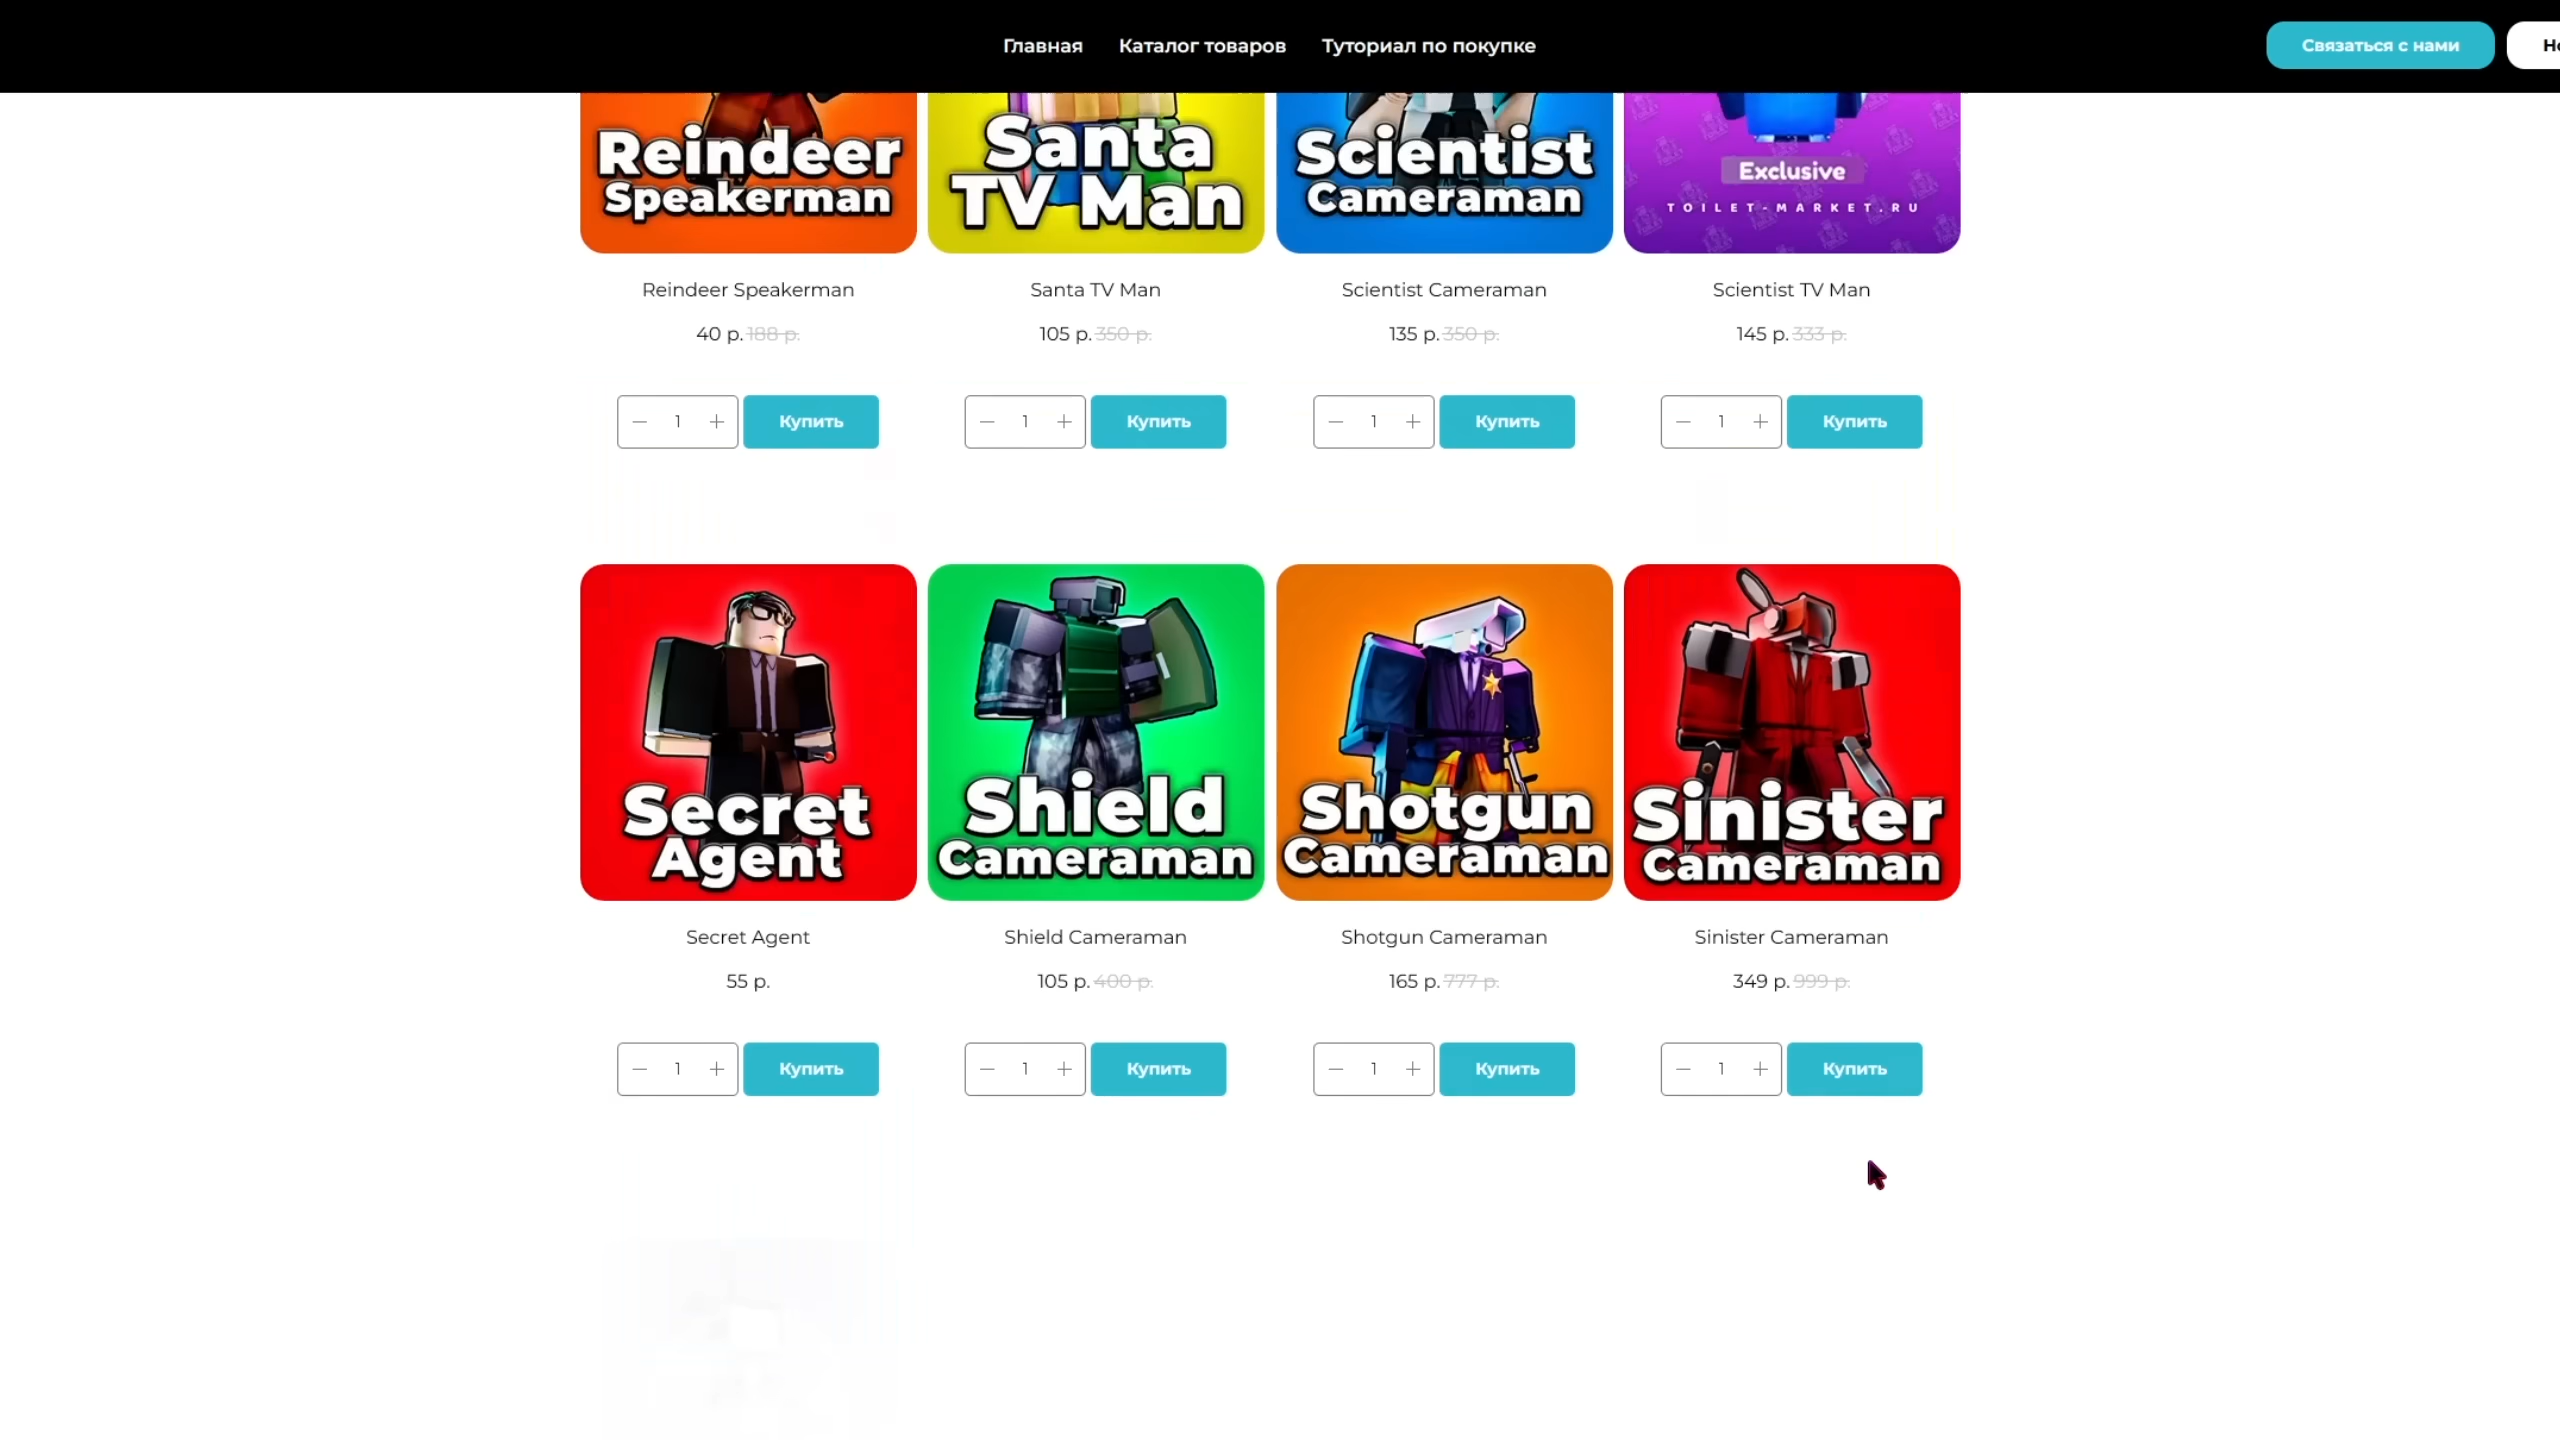 Главная Каталог товаров Туториал по покупке Связаться с нами
Reindeer
Speakerman
Santa
TV Man
Scientist
Cameraman
Exclusive
TOILET-MARKET.RU
Reindeer Speakerman
Santa TV Man
Scientist Cameraman
Scientist TV Man
40 р. 188 р.
105 р. 350 р.
135 р. 350 р.
145 р. 333 р.
— 1 + Купить
— 1 + Купить
— 1 + Купить
— 1 + Купить
Secret
Agent
Shield
Cameraman
Shotgun
Cameraman
Sinister
Cameraman
Secret Agent
Shield Cameraman
Shotgun Cameraman
Sinister Cameraman
55 р.
105 р. 400 р.
165 р. 777 р.
349 р. 999 р.
— 1 + Купить
— 1 + Купить
— 1 + Купить
— 1 + Купить